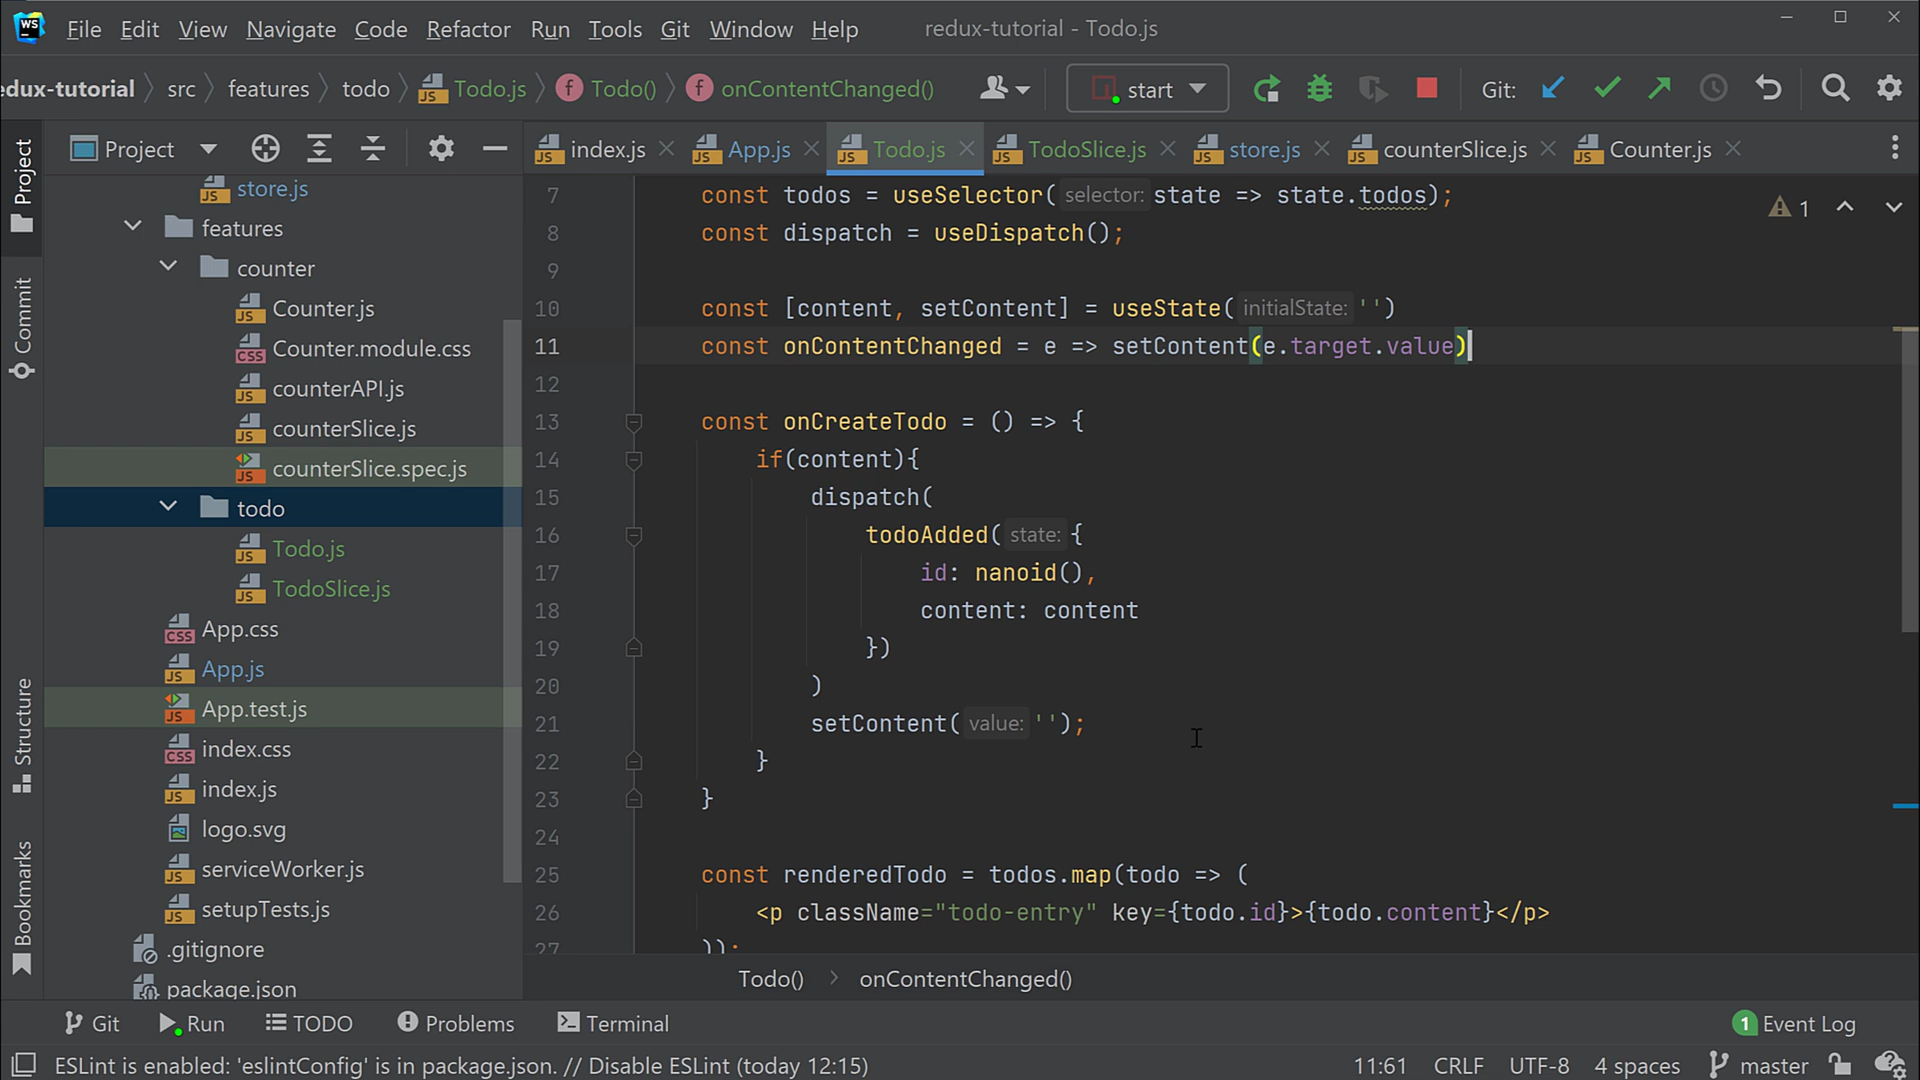 WS File Edit View Navigate Code Refactor Run Tools Git Window Help redux-tutorial - Todo.js
edux-tutorial src features todo Todo.js Todo() onContentChanged() start Git:
Project
index.js App.js Todo.js TodoSlice.js store.js counterSlice.js Counter.js
Project
Commit
Structure
Bookmarks
store.js
features
counter
Counter.js
Counter.module.css
counterAPI.js
counterSlice.js
counterSlice.spec.js
todo
Todo.js
TodoSlice.js
App.css
App.js
App.test.js
index.css
index.js
logo.svg
serviceWorker.js
setupTests.js
.gitignore
package.json
1
7 const todos = useSelector( selector: state => state.todos);
8 const dispatch = useDispatch();
9
10 const [content, setContent] = useState( initialState: '')
11 const onContentChanged = e => setContent(e.target.value)
12
13 const onCreateTodo = () => {
14 if(content){
15 dispatch(
16 todoAdded( state: {
17 id: nanoid(),
18 content: content
19 })
20 )
21 setContent( value: '');
22 }
23 }
24
25 const renderedTodo = todos.map(todo => (
26 <p className="todo-entry" key={todo.id}>{todo.content}</p>
27 ));
Todo() onContentChanged()
Git Run TODO Problems Terminal 1 Event Log
ESLint is enabled: 'eslintConfig' is in package.json. // Disable ESLint (today 12:15) 11:61 CRLF UTF-8 4 spaces master